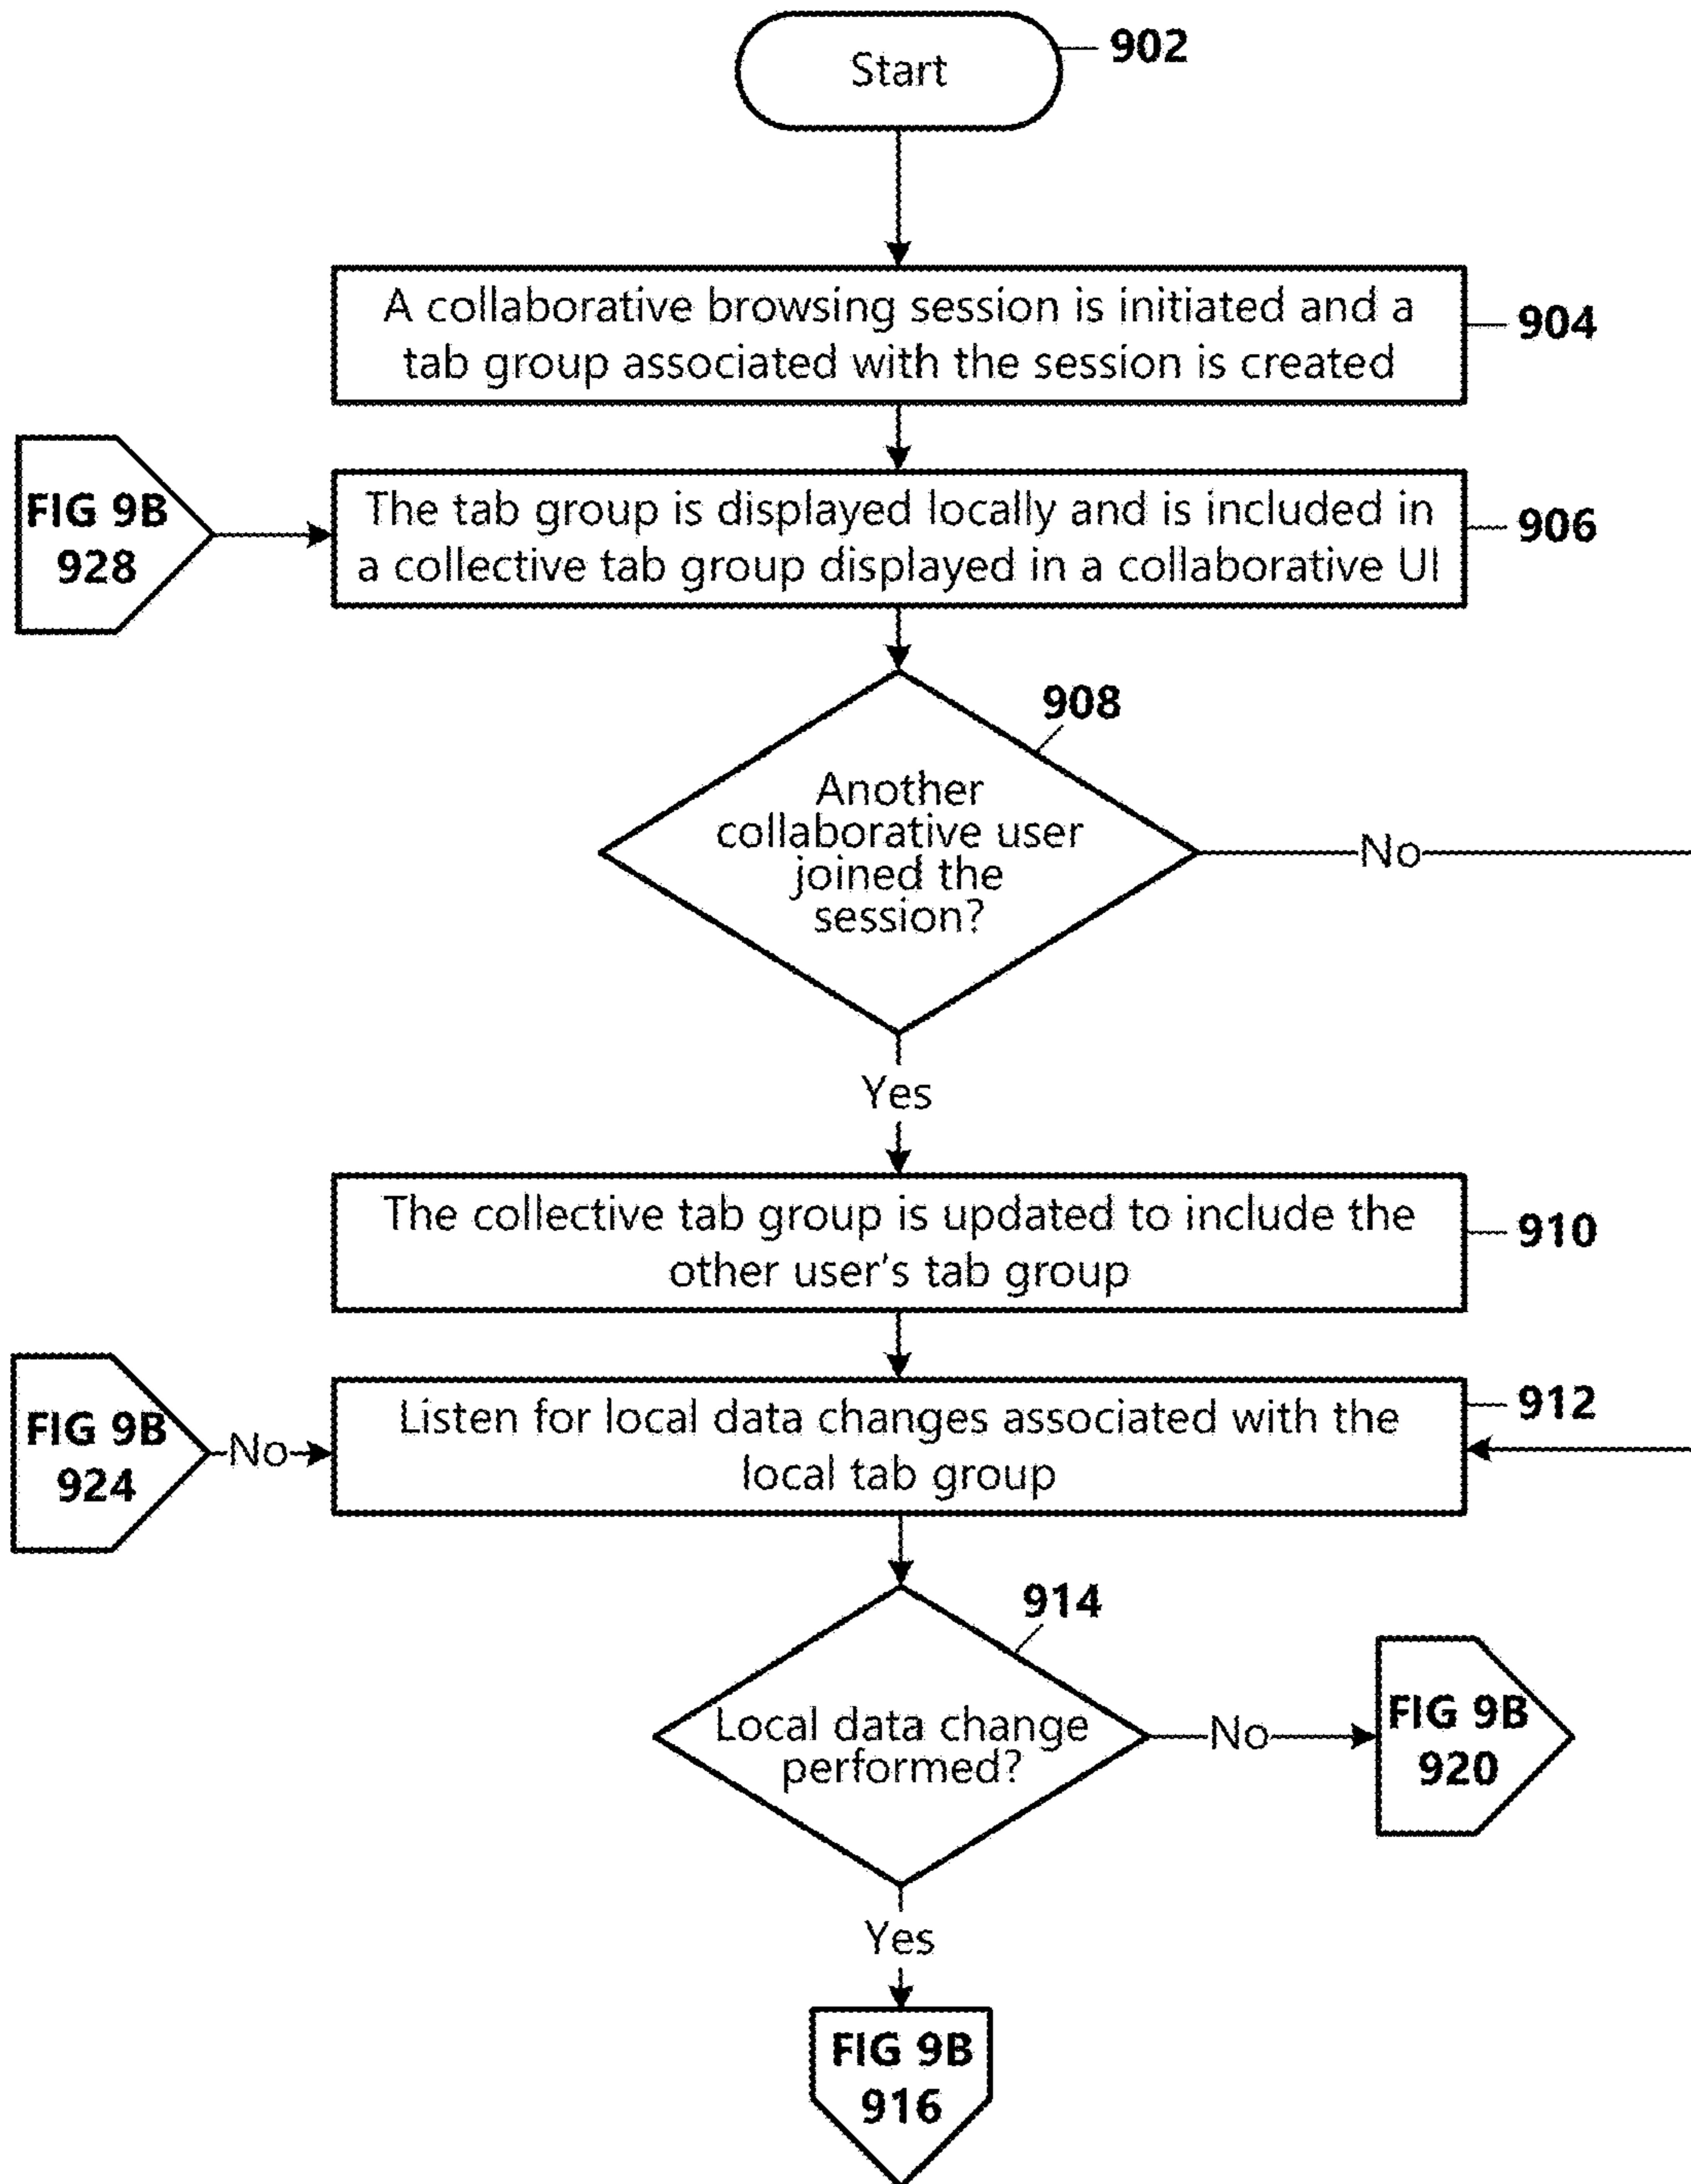 Start
902
A collaborative browsing session is initiated and a
tab group associated with the session is created
904
FIG 9B
928
The tab group is displayed locally and is included in
a collective tab group displayed in a collaborative UI
906
908
Another
collaborative user
joined the
session?
No
Yes
The collective tab group is updated to include the
other user's tab group
910
FIG 9B
924
No
Listen for local data changes associated with the
local tab group
912
914
Local data change
performed?
No
FIG 9B
920
Yes
FIG 9B
916